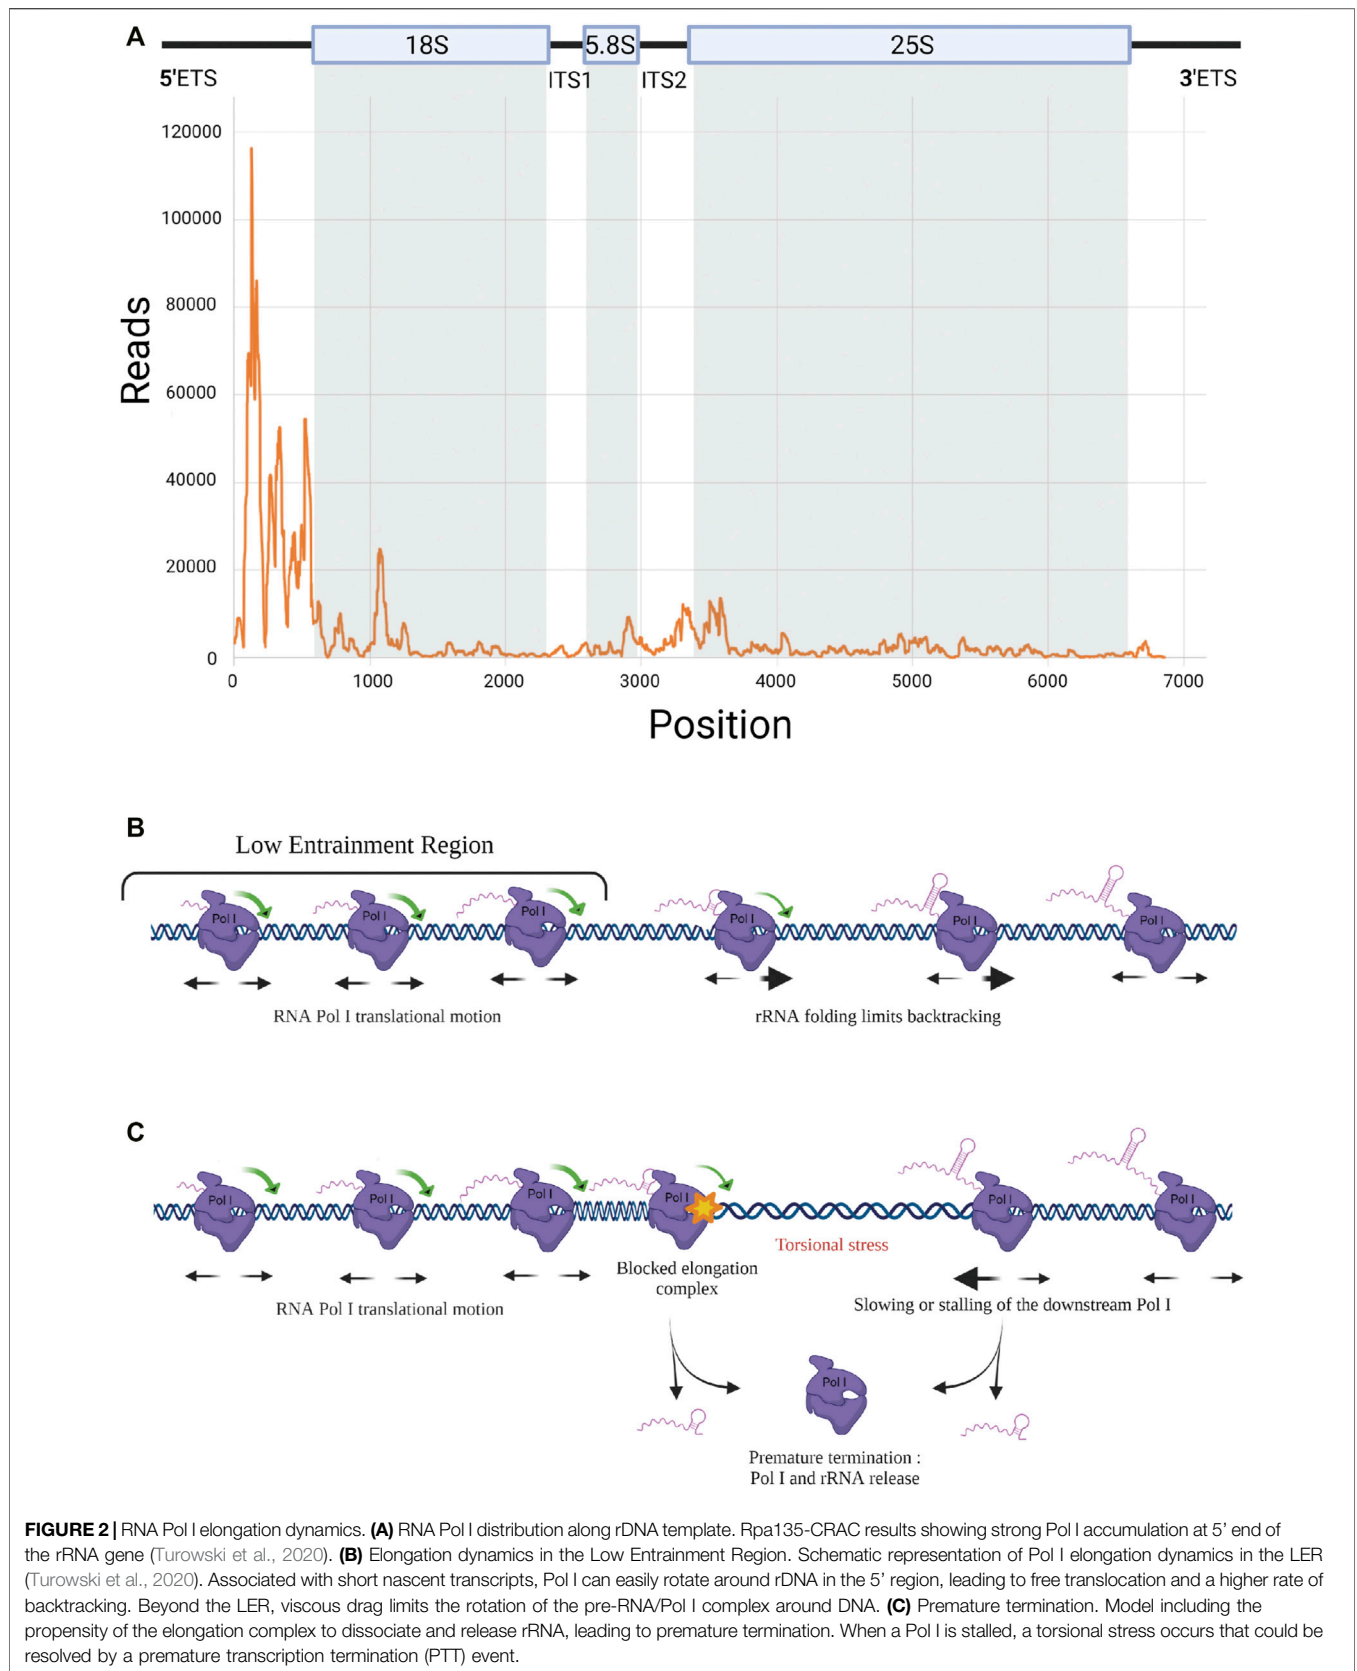 A
18S
5.8S
25S
5'ETS
ITS1
ITS2
3'ETS
120000
100000
80000
60000
40000
20000
0
Reads
0
1000
2000
3000
4000
5000
6000
7000
Position
B
Low Entrainment Region
Pol I
Pol I
Pol I
Pol I
Pol I
Pol I
RNA Pol I translational motion
rRNA folding limits backtracking
C
Pol I
Pol I
Pol I
Pol I
Pol I
Pol I
Torsional stress
Blocked elongation
complex
RNA Pol I translational motion
Slowing or stalling of the downstream Pol I
Pol I
Premature termination :
Pol I and rRNA release
FIGURE 2 | RNA Pol I elongation dynamics. (A) RNA Pol I distribution along rDNA template. Rpa135-CRAC results showing strong Pol I accumulation at 5' end of
the rRNA gene (Turowski et al., 2020). (B) Elongation dynamics in the Low Entrainment Region. Schematic representation of Pol I elongation dynamics in the LER
(Turowski et al., 2020). Associated with short nascent transcripts, Pol I can easily rotate around rDNA in the 5' region, leading to free translocation and a higher rate of
backtracking. Beyond the LER, viscous drag limits the rotation of the pre-RNA/Pol I complex around DNA. (C) Premature termination. Model including the
propensity of the elongation complex to dissociate and release rRNA, leading to premature termination. When a Pol I is stalled, a torsional stress occurs that could be
resolved by a premature transcription termination (PTT) event.